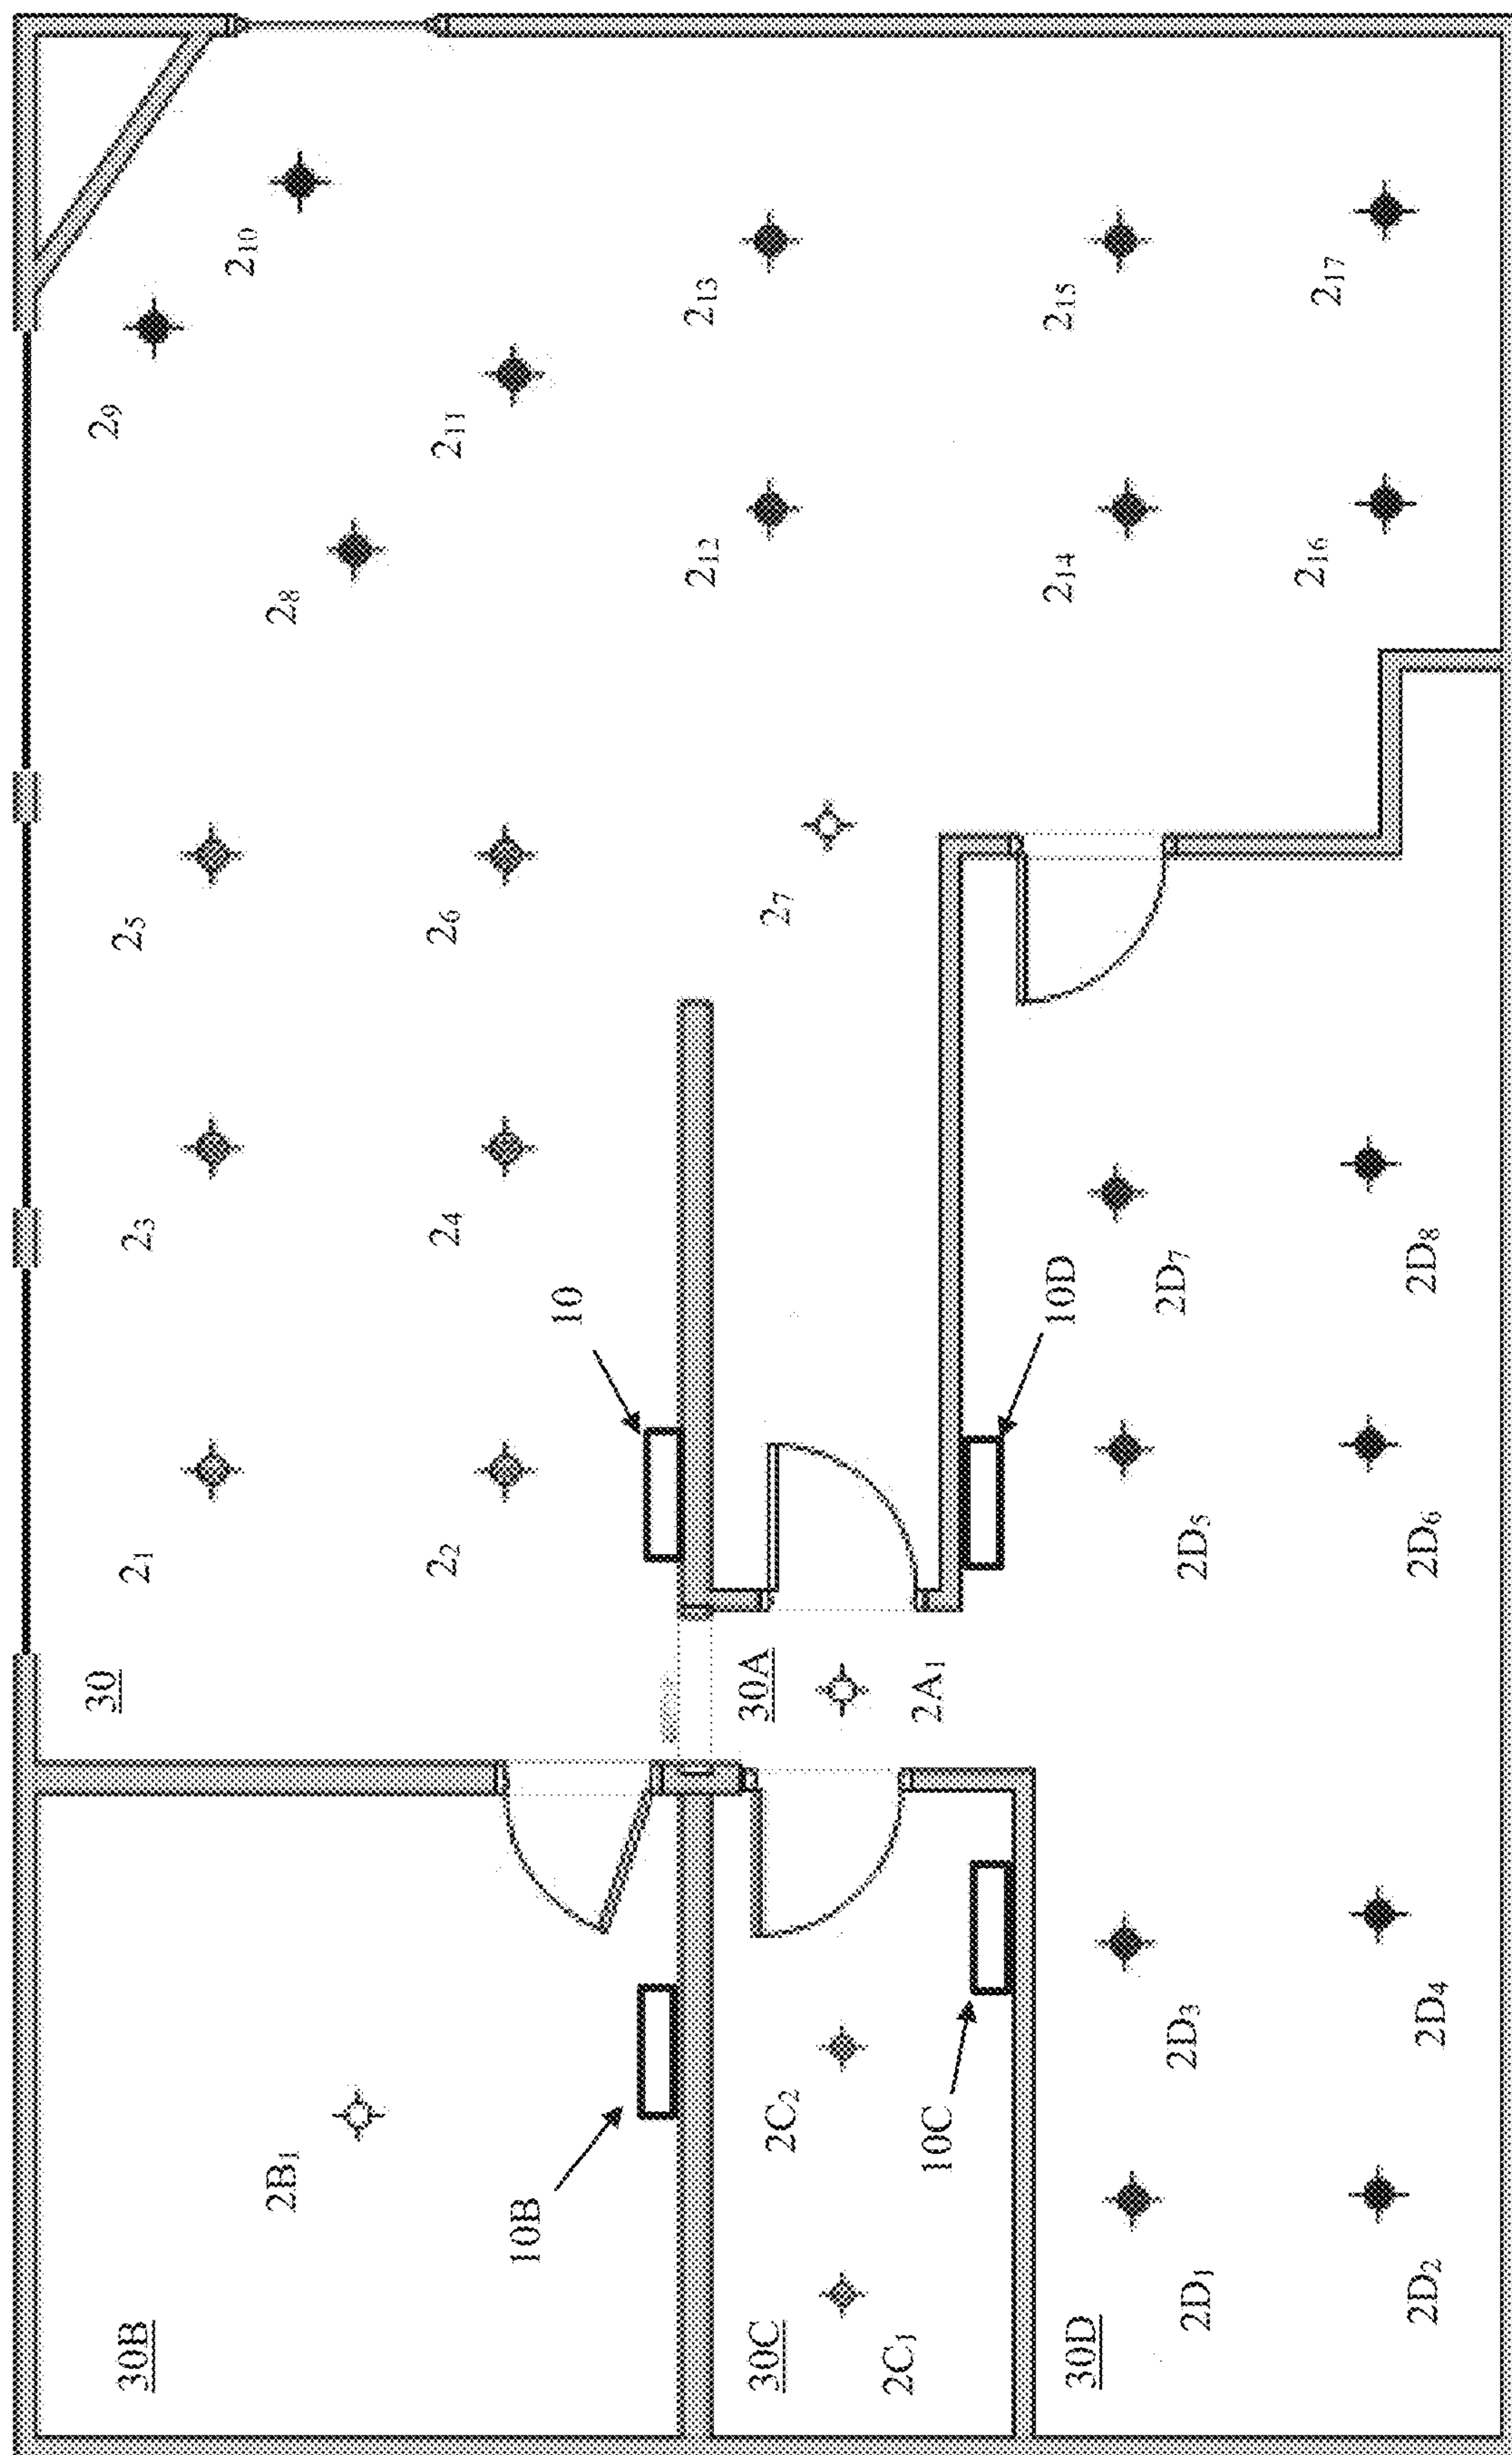 30B
2B₁
10B
30
2₁
2₂
2₃
2₄
2₅
2₆
2₇
2₈
2₉
2₁₀
2₁₁
2₁₂
2₁₃
2₁₄
2₁₅
2₁₆
2₁₇
10
30A
2A₁
30C
2C₁
2C₂
10C
30D
2D₁
2D₂
2D₃
2D₄
2D₅
2D₆
2D₇
2D₈
10D